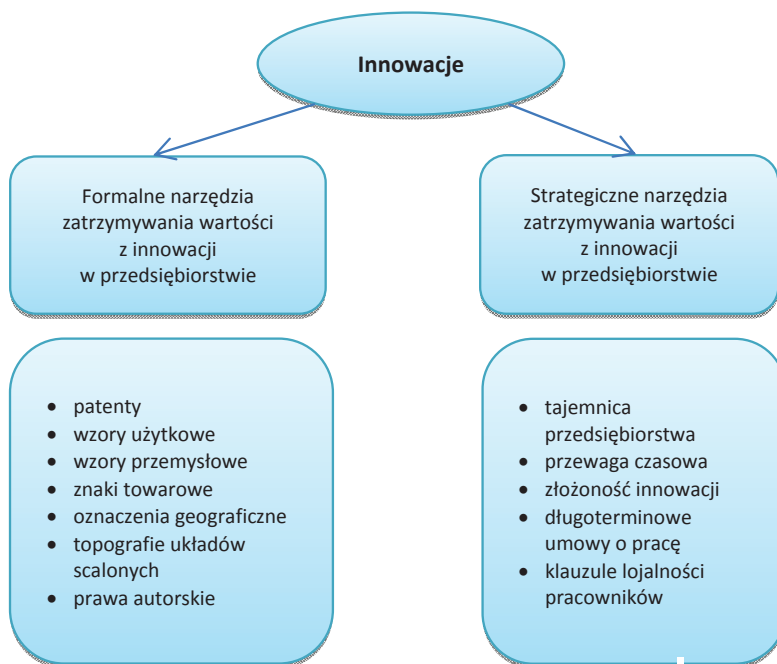 Innowacje
Formalne narzędzia
zatrzymywania wartości
z innowacji
w przedsiębiorstwie
Strategiczne narzędzia
zatrzymywania wartości
z innowacji
w przedsiębiorstwie
• patenty
• wzory użytkowe
• wzory przemysłowe
• znaki towarowe
• oznaczenia geograficzne
• topografie układów
scalonych
• prawa autorskie
• tajemnica
przedsiębiorstwa
• przewaga czasowa
• złożoność innowacji
• długoterminowe
umowy o pracę
• klauzule lojalności
pracowników